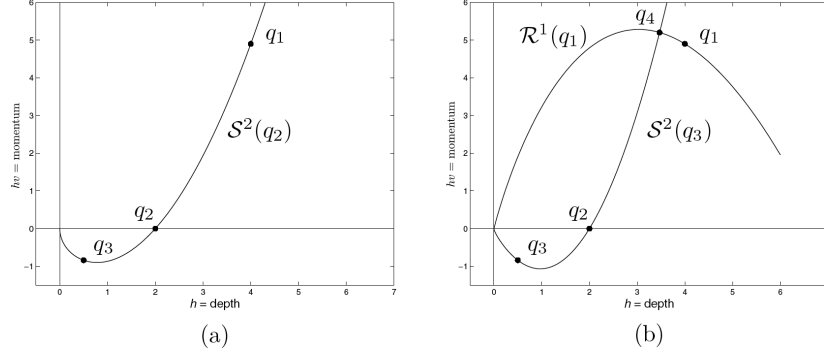 6
5
4
3
2
1
0
−1
0 1 2 3 4 5 6 7
hv = momentum
h = depth
q₁
S²(q₂)
q₂
q₃
(a)
6
5
4
3
2
1
0
−1
0 1 2 3 4 5 6
hv = momentum
h = depth
q₄
R¹(q₁)
q₁
S²(q₃)
q₂
q₃
(b)